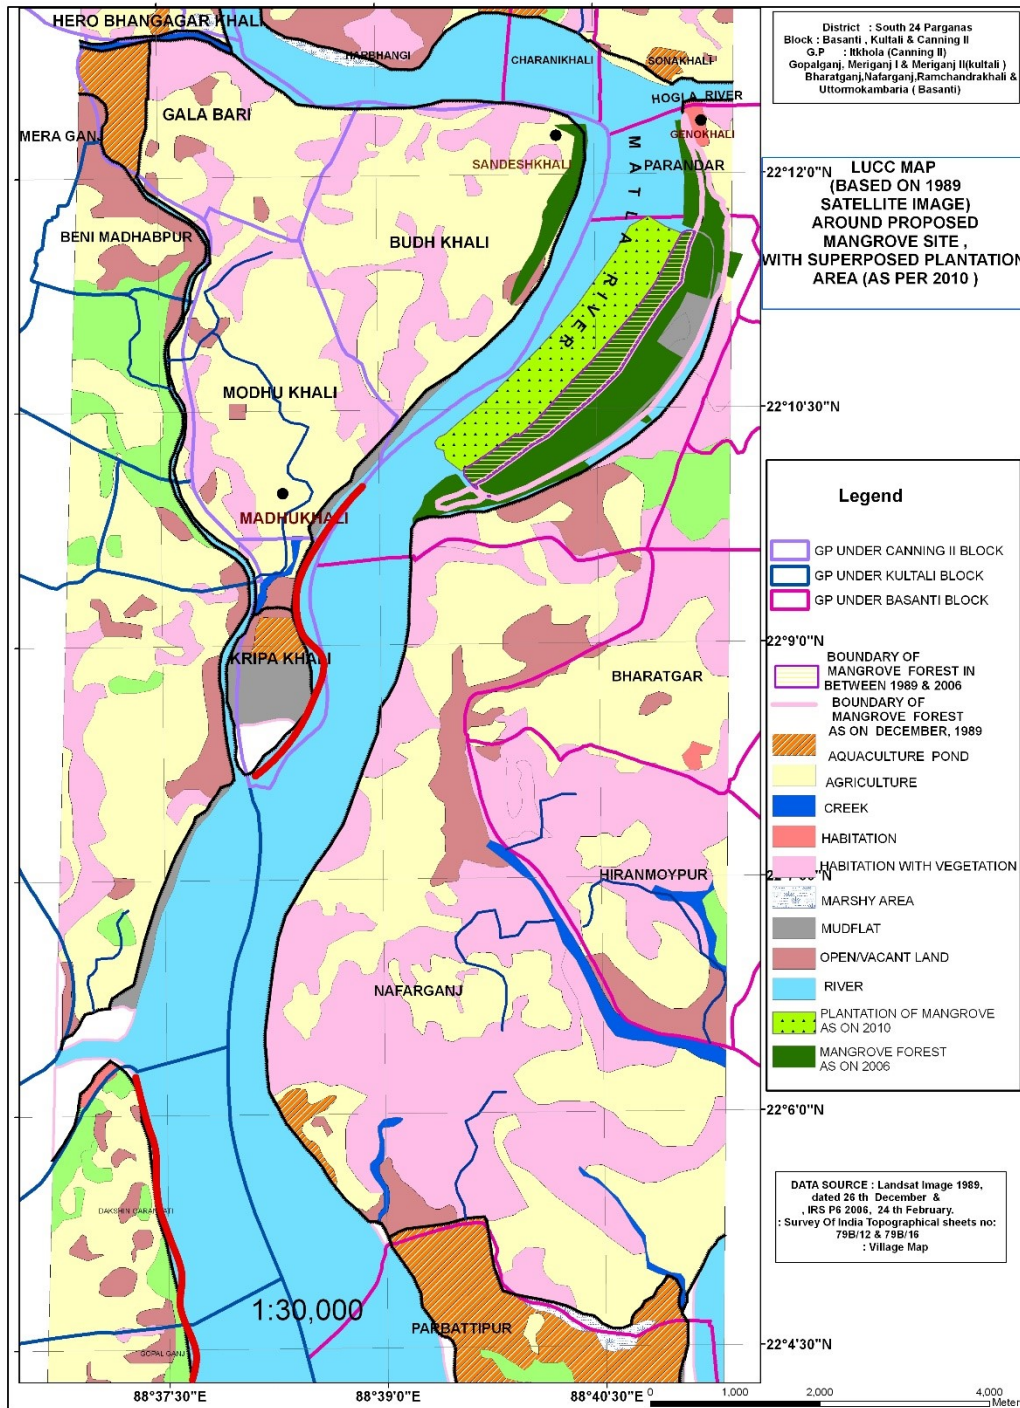 HERO BHANGAGAR KHALI
HARBHANGI
CHARANIKHALI
SONAKHALI
HOGLA RIVER
GALA BARI
MERA GANJ
GENOKHALI
SANDESHKHALI
PARANDAR
MATLA RIVER
BENI MADHABPUR
BUDH KHALI
MODHU KHALI
MADHUKHALI
KRIPA KHALI
BHARATGAR
HIRANMOYPUR
NAFARGANJ
GOPAL GANJ
PARBATTIPUR
1:30,000
88°37'30"E
88°39'0"E
88°40'30"E
22°12'0"N
22°10'30"N
22°9'0"N
22°6'0"N
22°4'30"N
0 1,000 2,000 4,000
Meter
District : South 24 Parganas
Block : Basanti , Kultali & Canning II
G.P : Itkhola (Canning II)
Gopalganj, Meriganj I & Meriganj II(kultali )
Bharatganj,Nafarganj,Ramchandrakhali &
Uttormokambaria ( Basanti)
LUCC MAP
(BASED ON 1989
SATELLITE IMAGE)
AROUND PROPOSED
MANGROVE SITE ,
WITH SUPERPOSED PLANTATION
AREA (AS PER 2010 )
Legend
GP UNDER CANNING II BLOCK
GP UNDER KULTALI BLOCK
GP UNDER BASANTI BLOCK
BOUNDARY OF
MANGROVE FOREST IN
BETWEEN 1989 & 2006
BOUNDARY OF
MANGROVE FOREST
AS ON DECEMBER, 1989
AQUACULTURE POND
AGRICULTURE
CREEK
HABITATION
HABITATION WITH VEGETATION
MARSHY AREA
MUDFLAT
OPEN/VACANT LAND
RIVER
PLANTATION OF MANGROVE
AS ON 2010
MANGROVE FOREST
AS ON 2006
DATA SOURCE : Landsat Image 1989,
dated 26 th December &
, IRS P6 2006, 24 th February.
: Survey Of India Topographical sheets no:
79B/12 & 79B/16
: Village Map